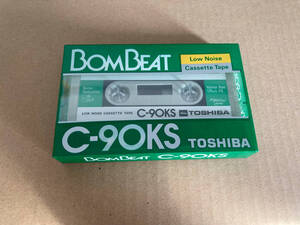 BOMBEAT
Low Noise
Cassette Tape
C-90KS TOSHIBA
LOW NOISE CASSETTE TAPE
C-90KS TOSHIBA
BOMBEAT C-90KS